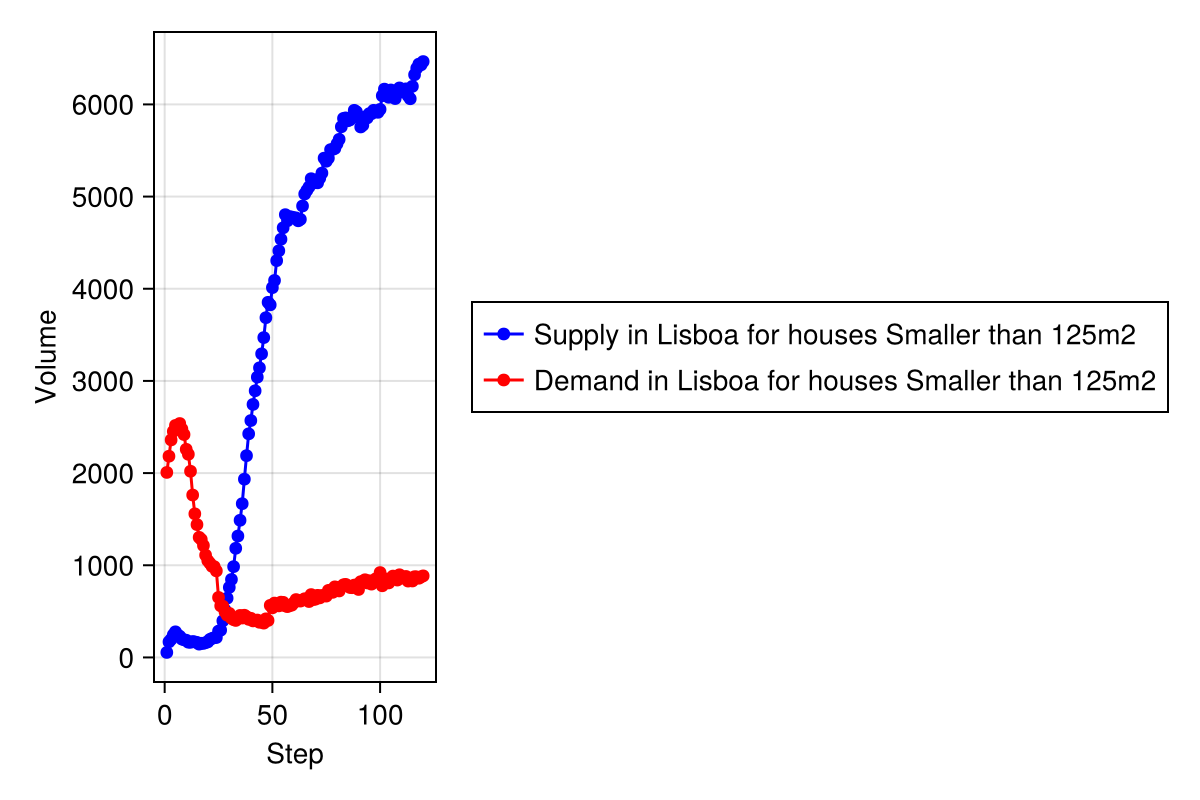 6000
5000
4000
3000
2000
1000
0
Volume
0 50 100
Step
Supply in Lisboa for houses Smaller than 125m2
Demand in Lisboa for houses Smaller than 125m2